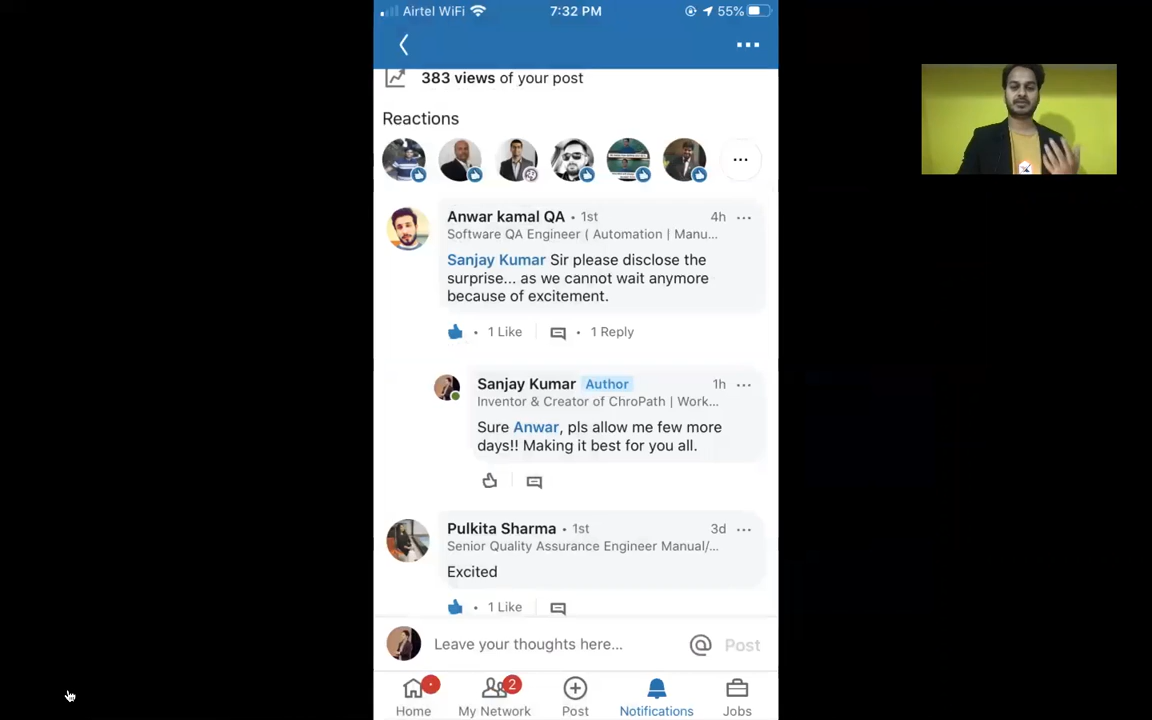 Airtel WiFi 7:32 PM 55%
383 views of your post
Reactions
Anwar kamal QA • 1st 4h
Software QA Engineer ( Automation | Manu...
Sanjay Kumar Sir please disclose the
surprise... as we cannot wait anymore
because of excitement.
1 Like • 1 Reply
Sanjay Kumar Author 1h
Inventor & Creator of ChroPath | Work...
Sure Anwar, pls allow me few more
days!! Making it best for you all.
Pulkita Sharma • 1st 3d
Senior Quality Assurance Engineer Manual/...
Excited
1 Like
Leave your thoughts here... @ Post
2
Home My Network Post Notifications Jobs